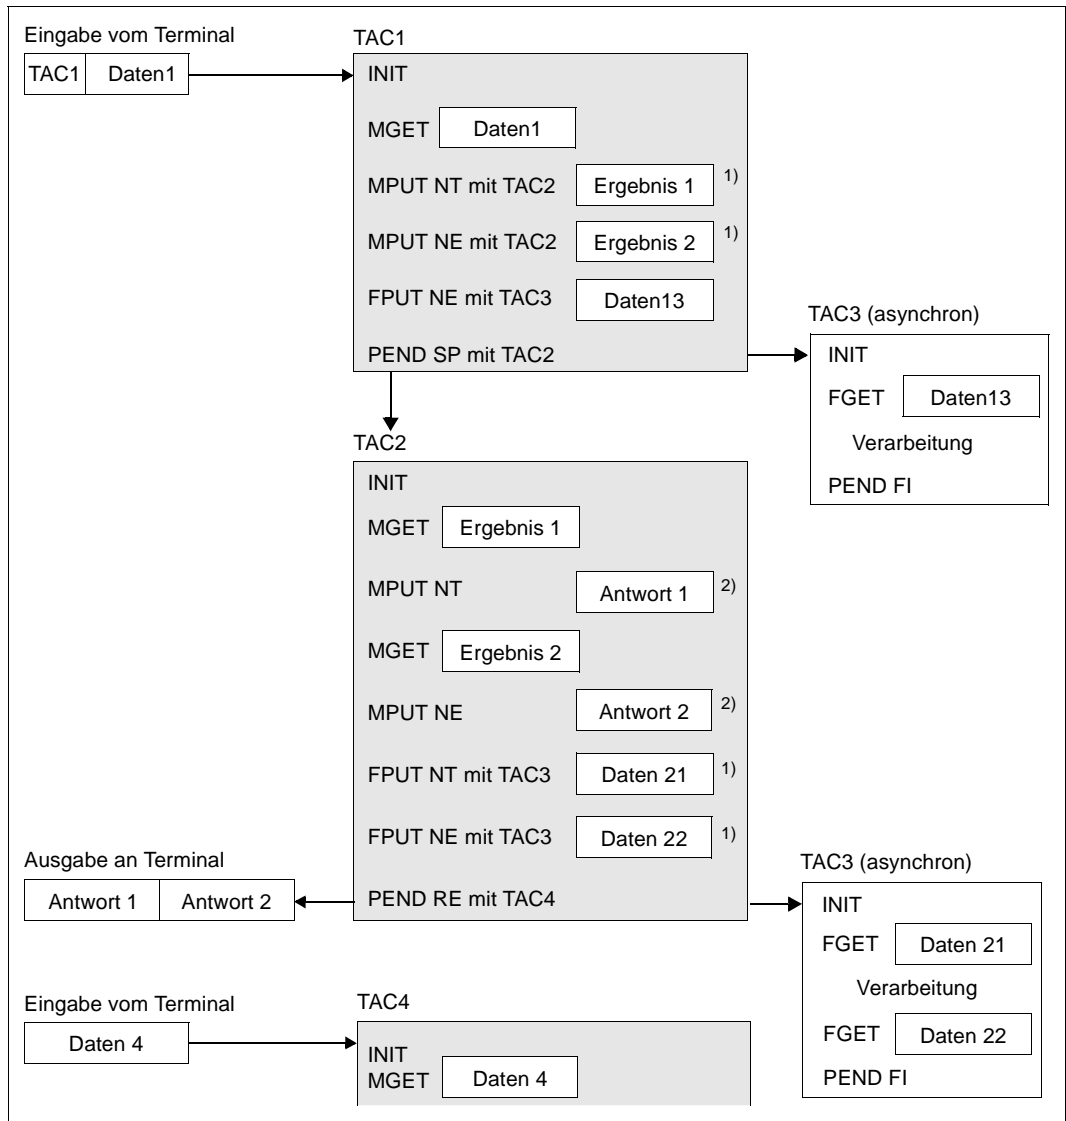 Eingabe vom Terminal
TAC1 Daten1
TAC1
INIT
MGET Daten1
MPUT NT mit TAC2 Ergebnis 1 1)
MPUT NE mit TAC2 Ergebnis 2 1)
FPUT NE mit TAC3 Daten13
PEND SP mit TAC2
TAC3 (asynchron)
INIT
FGET Daten13
Verarbeitung
PEND FI
TAC2
INIT
MGET Ergebnis 1
MPUT NT Antwort 1 2)
MGET Ergebnis 2
MPUT NE Antwort 2 2)
FPUT NT mit TAC3 Daten 21 1)
FPUT NE mit TAC3 Daten 22 1)
PEND RE mit TAC4
Ausgabe an Terminal
Antwort 1 Antwort 2
TAC3 (asynchron)
INIT
FGET Daten 21
Verarbeitung
FGET Daten 22
PEND FI
Eingabe vom Terminal
Daten 4
TAC4
INIT
MGET Daten 4